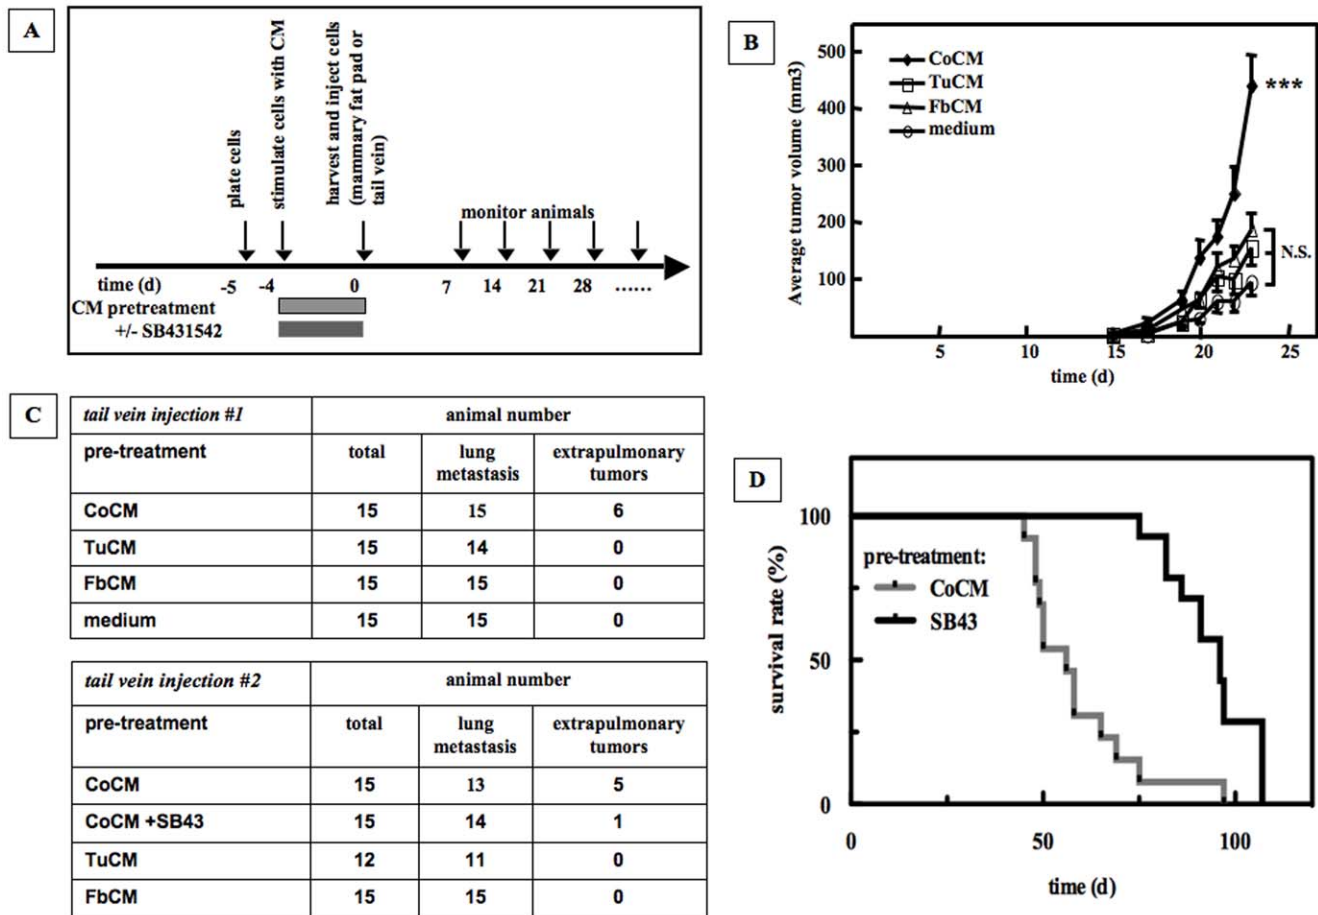 A
plate cells
stimulate cells with CM
harvest and inject cells
(mammary fat pad or
tail vein)
monitor animals
time (d)
-5 -4 0 7 14 21 28 ......
CM pretreatment
+/- SB431542
B
Average tumor volume (mm3)
500
400
300
200
100
CoCM
TuCM
FbCM
medium
***
N.S.
5 10 15 20 25
time (d)
C
tail vein injection #1 animal number
pre-treatment total lung metastasis extrapulmonary tumors
CoCM 15 15 6
TuCM 15 14 0
FbCM 15 15 0
medium 15 15 0
tail vein injection #2 animal number
pre-treatment total lung metastasis extrapulmonary tumors
CoCM 15 13 5
CoCM +SB43 15 14 1
TuCM 12 11 0
FbCM 15 15 0
D
survival rate (%)
100
50
0
pre-treatment:
CoCM
SB43
0 50 100
time (d)